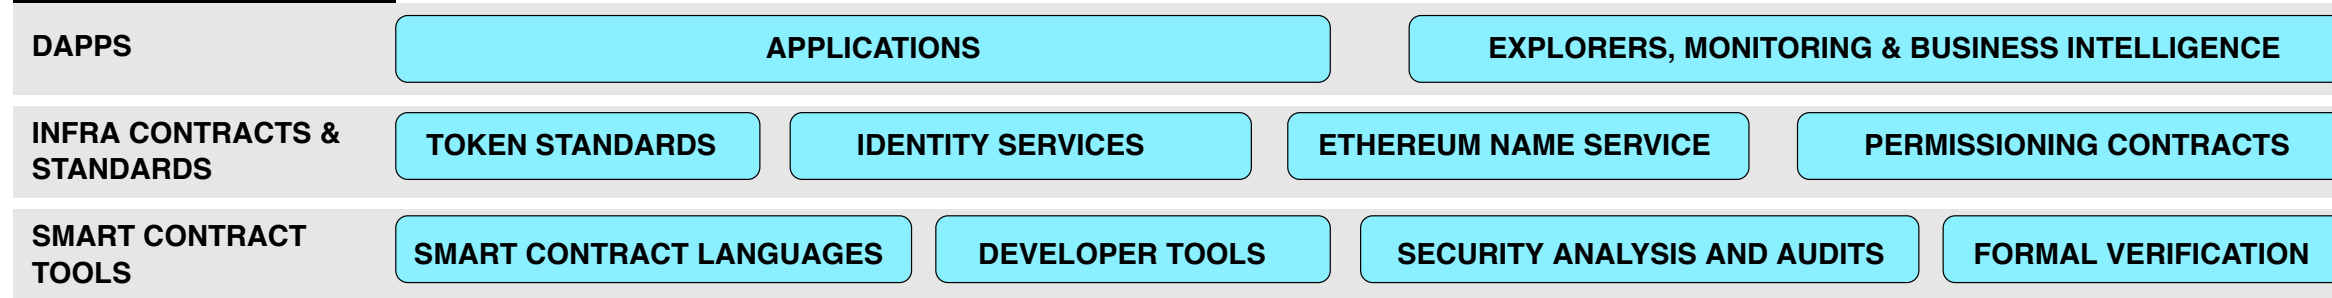 DAPPS
APPLICATIONS
EXPLORERS, MONITORING & BUSINESS INTELLIGENCE
INFRA CONTRACTS &
STANDARDS
TOKEN STANDARDS
IDENTITY SERVICES
ETHEREUM NAME SERVICE
PERMISSIONING CONTRACTS
SMART CONTRACT
TOOLS
SMART CONTRACT LANGUAGES
DEVELOPER TOOLS
SECURITY ANALYSIS AND AUDITS
FORMAL VERIFICATION